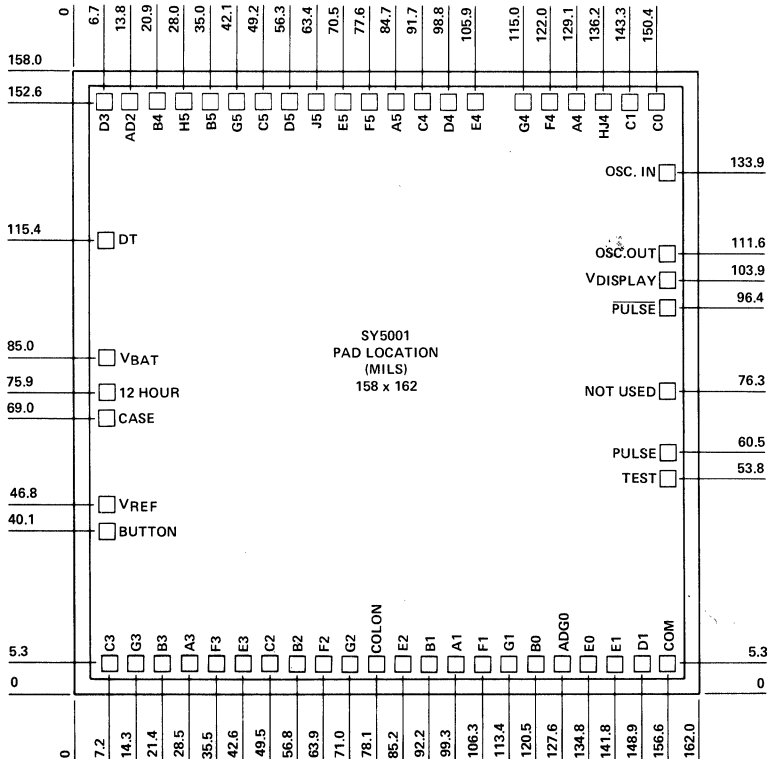 0
6.7
13.8
20.9
28.0
35.0
42.1
49.2
56.3
63.4
70.5
77.6
84.7
91.7
98.8
105.9
115.0
122.0
129.1
136.2
143.3
150.4
158.0
152.6
D3
AD2
B4
H5
B5
G5
C5
D5
J5
E5
F5
A5
C4
D4
E4
G4
F4
A4
HJ4
C1
C0
OSC. IN
133.9
115.4
DT
OSC.OUT
111.6
VDISPLAY
103.9
PULSE
96.4
SY5001
PAD LOCATION
(MILS)
158 x 162
85.0
VBAT
75.9
12 HOUR
NOT USED
76.3
69.0
CASE
PULSE
60.5
TEST
53.8
46.8
VREF
40.1
BUTTON
C3
G3
B3
A3
F3
E3
C2
B2
F2
G2
COLON
E2
B1
A1
F1
G1
B0
ADG0
E0
E1
D1
COM
5.3
5.3
0
0
0
7.2
14.3
21.4
28.5
35.5
42.6
49.5
56.8
63.9
71.0
78.1
85.2
92.2
99.3
106.3
113.4
120.5
127.6
134.8
141.8
148.9
156.6
162.0